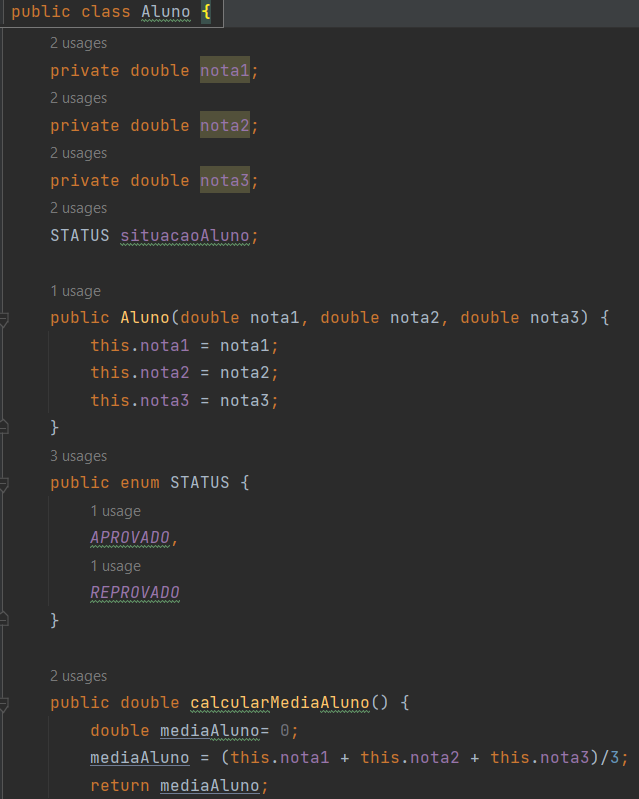 public class Aluno {
2 usages
private double nota1;
2 usages
private double nota2;
2 usages
private double nota3;
2 usages
STATUS situacaoAluno;
1 usage
public Aluno(double nota1, double nota2, double nota3) {
this.nota1 = nota1;
this.nota2 = nota2;
this.nota3 = nota3;
}
3 usages
public enum STATUS {
1 usage
APROVADO,
1 usage
REPROVADO
}
2 usages
public double calcularMediaAluno() {
double mediaAluno= 0;
mediaAluno = (this.nota1 + this.nota2 + this.nota3)/3;
return mediaAluno;